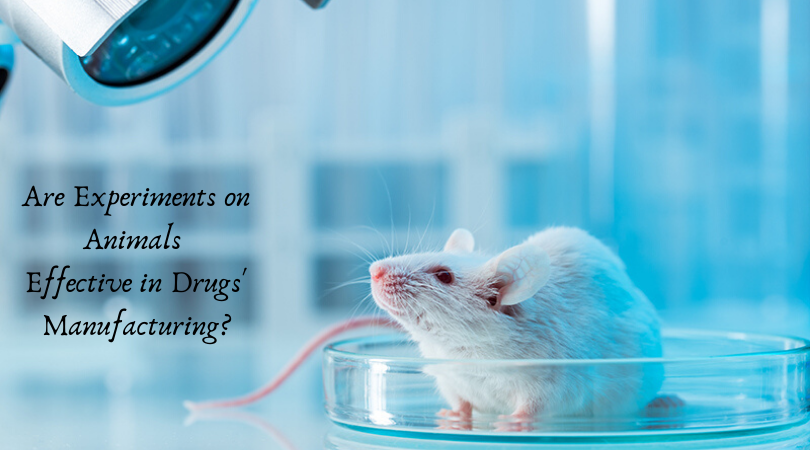 Are Experiments on
Animals
Effective in Drugs'
Manufacturing?